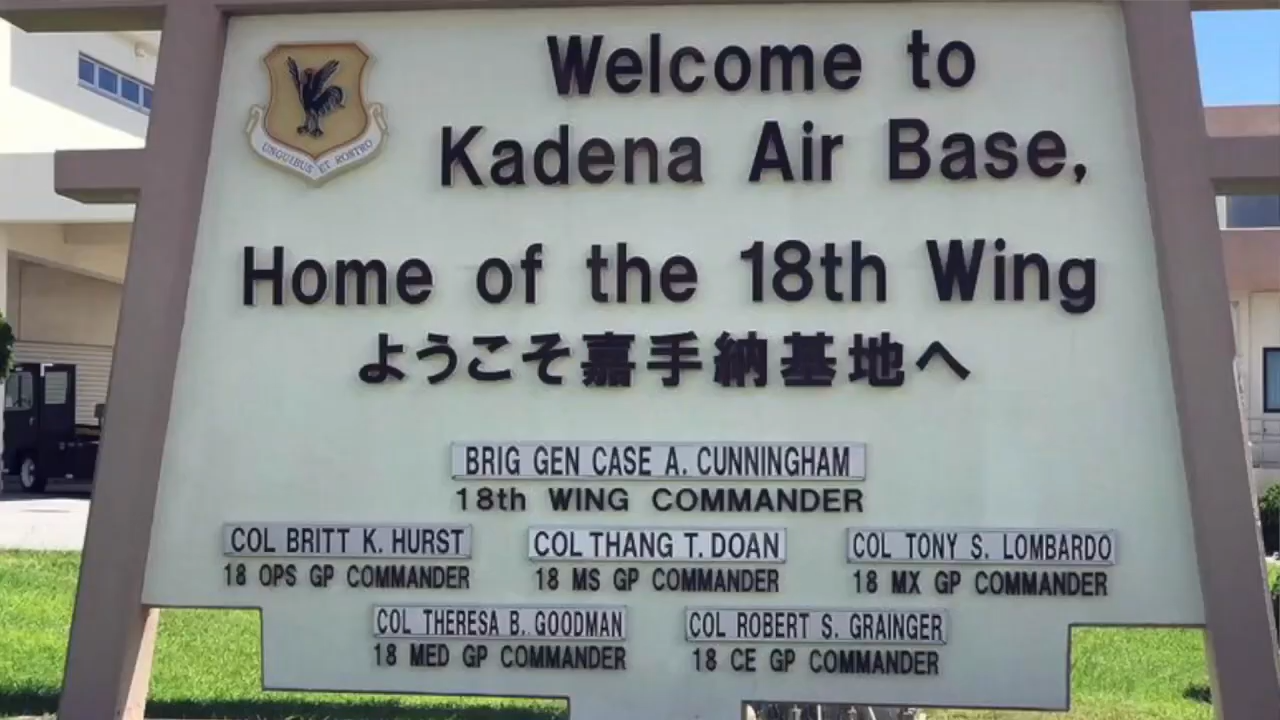 UNGUIBUS ET ROSTRO
Welcome to
Kadena Air Base,
Home of the 18th Wing
ようこそ嘉手納基地へ
BRIG GEN CASE A. CUNNINGHAM
18th WING COMMANDER
COL BRITT K. HURST
18 OPS GP COMMANDER
COL THANG T. DOAN
18 MS GP COMMANDER
COL TONY S. LOMBARDO
18 MX GP COMMANDER
COL THERESA B. GOODMAN
18 MED GP COMMANDER
COL ROBERT S. GRAINGER
18 CE GP COMMANDER